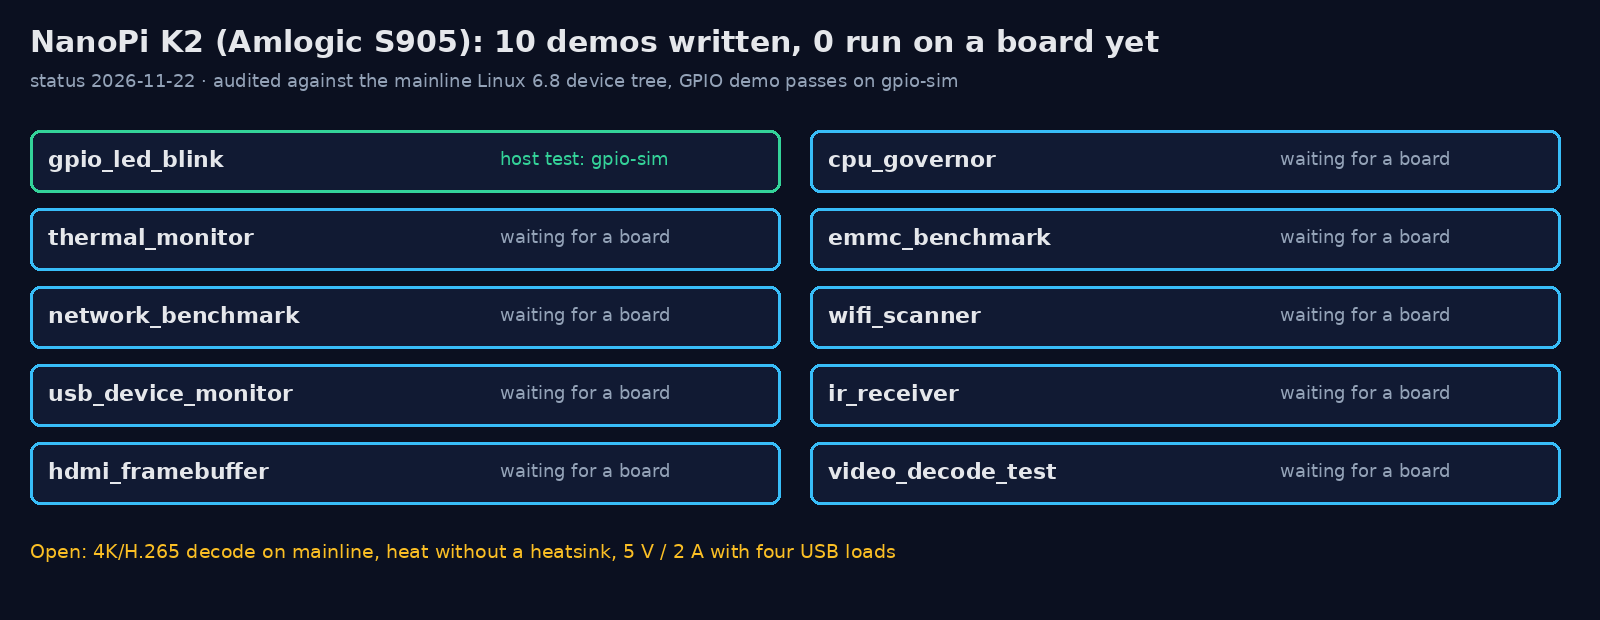 NanoPi K2 (Amlogic S905): 10 demos written, 0 run on a board yet
status 2026-11-22 · audited against the mainline Linux 6.8 device tree, GPIO demo passes on gpio-sim
gpio_led_blink host test: gpio-sim
cpu_governor waiting for a board
thermal_monitor waiting for a board
emmc_benchmark waiting for a board
network_benchmark waiting for a board
wifi_scanner waiting for a board
usb_device_monitor waiting for a board
ir_receiver waiting for a board
hdmi_framebuffer waiting for a board
video_decode_test waiting for a board
Open: 4K/H.265 decode on mainline, heat without a heatsink, 5 V / 2 A with four USB loads